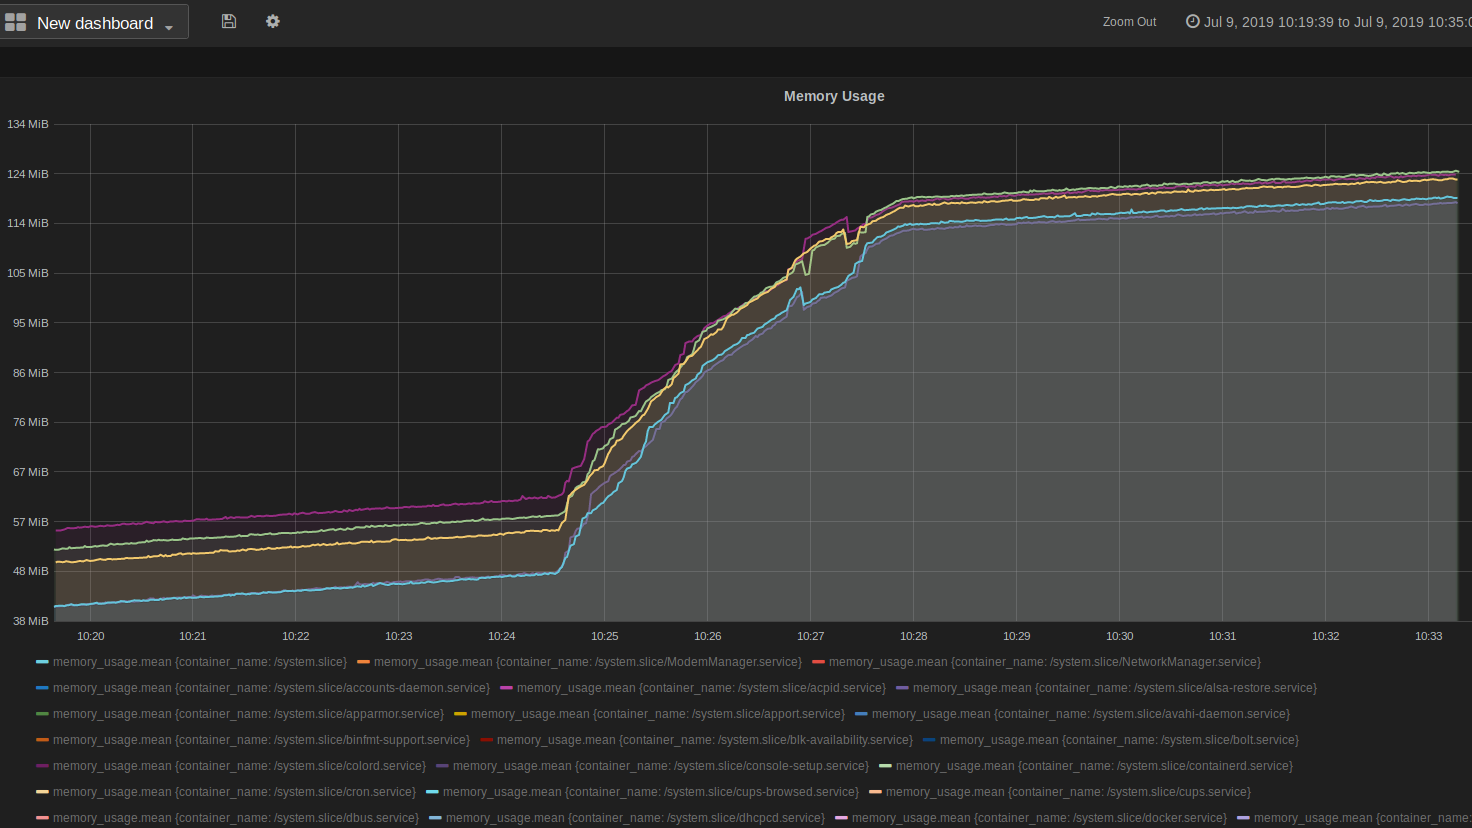 New dashboard
Zoom Out
Jul 9, 2019 10:19:39 to Jul 9, 2019 10:35:
Memory Usage
134 MiB
124 MiB
114 MiB
105 MiB
95 MiB
86 MiB
76 MiB
67 MiB
57 MiB
48 MiB
38 MiB
10:20 10:21 10:22 10:23 10:24 10:25 10:26 10:27 10:28 10:29 10:30 10:31 10:32 10:33
memory_usage.mean {container_name: /system.slice} memory_usage.mean {container_name: /system.slice/ModemManager.service} memory_usage.mean {container_name: /system.slice/NetworkManager.service}
memory_usage.mean {container_name: /system.slice/accounts-daemon.service} memory_usage.mean {container_name: /system.slice/acpid.service} memory_usage.mean {container_name: /system.slice/alsa-restore.service}
memory_usage.mean {container_name: /system.slice/apparmor.service} memory_usage.mean {container_name: /system.slice/apport.service} memory_usage.mean {container_name: /system.slice/avahi-daemon.service}
memory_usage.mean {container_name: /system.slice/binfmt-support.service} memory_usage.mean {container_name: /system.slice/blk-availability.service} memory_usage.mean {container_name: /system.slice/bolt.service}
memory_usage.mean {container_name: /system.slice/colord.service} memory_usage.mean {container_name: /system.slice/console-setup.service} memory_usage.mean {container_name: /system.slice/containerd.service}
memory_usage.mean {container_name: /system.slice/cron.service} memory_usage.mean {container_name: /system.slice/cups-browsed.service} memory_usage.mean {container_name: /system.slice/cups.service}
memory_usage.mean {container_name: /system.slice/dbus.service} memory_usage.mean {container_name: /system.slice/dhcpcd.service} memory_usage.mean {container_name: /system.slice/docker.service} memory_usage.mean {container_name: